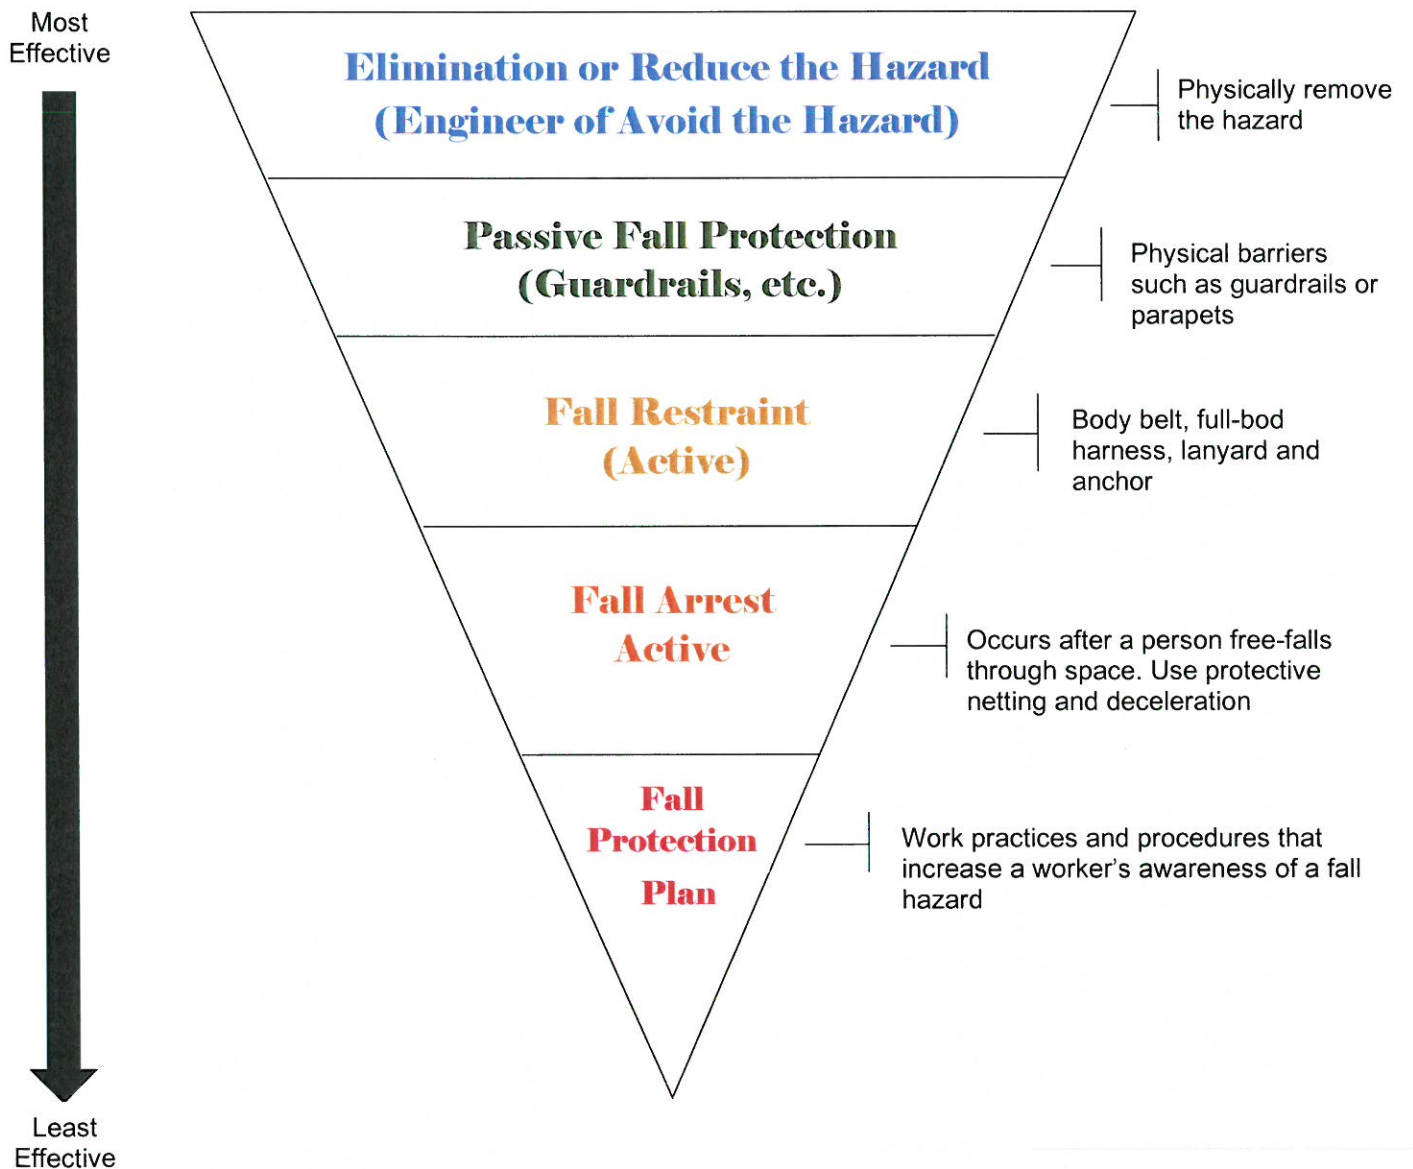 Most
Effective
Elimination or Reduce the Hazard
(Engineer of Avoid the Hazard)
Physically remove
the hazard
Passive Fall Protection
(Guardrails, etc.)
Physical barriers
such as guardrails or
parapets
Fall Restraint
(Active)
Body belt, full-bod
harness, lanyard and
anchor
Fall Arrest
Active
Occurs after a person free-falls
through space. Use protective
netting and deceleration
Fall
Protection
Plan
Work practices and procedures that
increase a worker’s awareness of a fall
hazard
Least
Effective